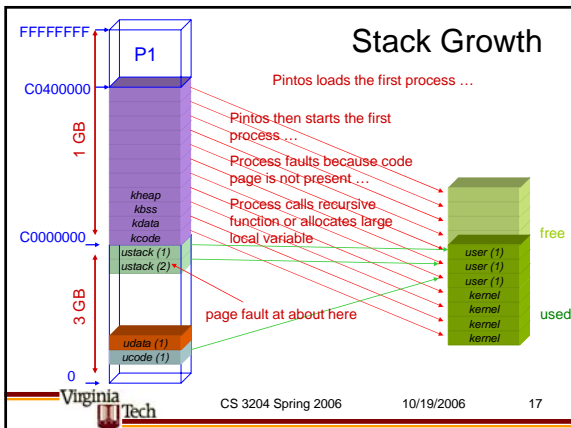 Stack Growth
FFFFFFFF
P1
C0400000
1 GB
C0000000
3 GB
0
kheap
kbss
kdata
kcode
ustack (1)
ustack (2)
udata (1)
ucode (1)
Pintos loads the first process …
Pintos then starts the first
process …
Process faults because code
page is not present …
Process calls recursive
function or allocates large
local variable
page fault at about here
free
user (1)
user (1)
user (1)
kernel
kernel
kernel
kernel
used
Virginia
Tech
CS 3204 Spring 2006
10/19/2006
17